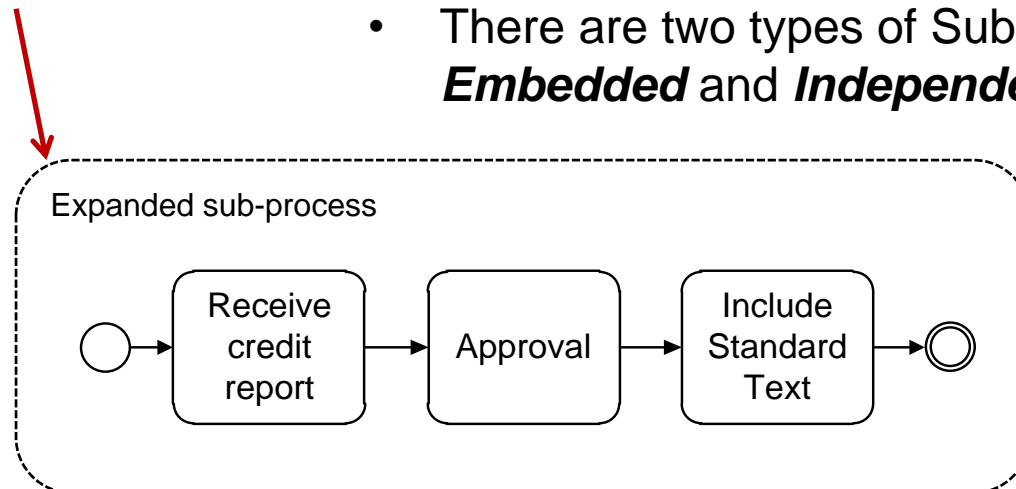 • There are two types of Sub
Embedded and Independe
Expanded sub-process
Receive
credit
report
Approval
Include
Standard
Text